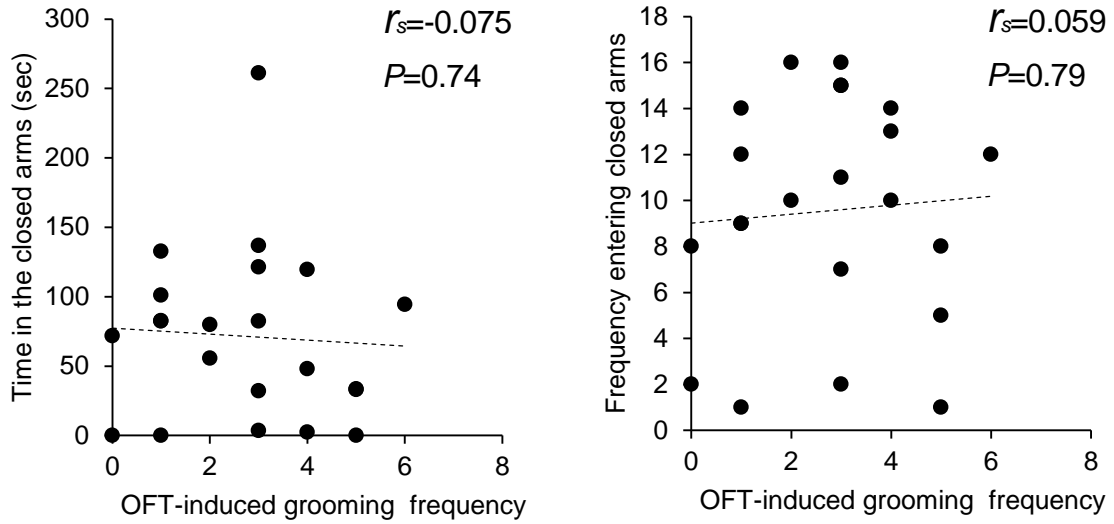 Time in the closed arms (sec)
300
250
200
150
100
50
0
0 2 4 6 8
OFT-induced grooming frequency
rs=-0.075
P=0.74
Frequency entering closed arms
18
16
14
12
10
8
6
4
2
0
0 2 4 6 8
OFT-induced grooming frequency
rs=0.059
P=0.79